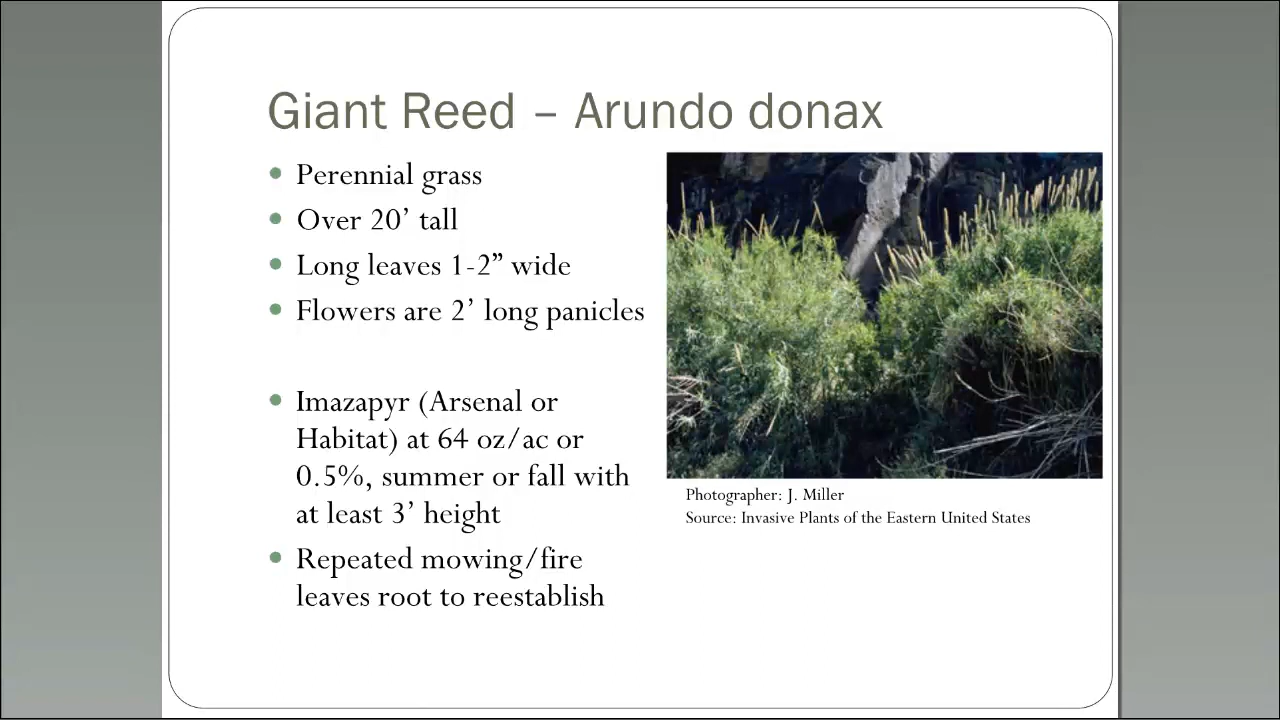 Giant Reed – Arundo donax
Perennial grass
Over 20’ tall
Long leaves 1-2” wide
Flowers are 2’ long panicles
Imazapyr (Arsenal or
Habitat) at 64 oz/ac or
0.5%, summer or fall with
at least 3’ height
Repeated mowing/fire
leaves root to reestablish
Photographer: J. Miller
Source: Invasive Plants of the Eastern United States